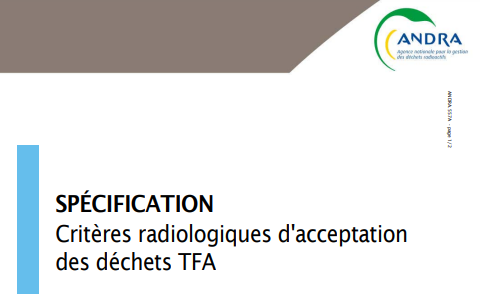 ANDRA
Agence nationale pour la gestion
des déchets radioactifs
SPÉCIFICATION
Critères radiologiques d'acceptation
des déchets TFA